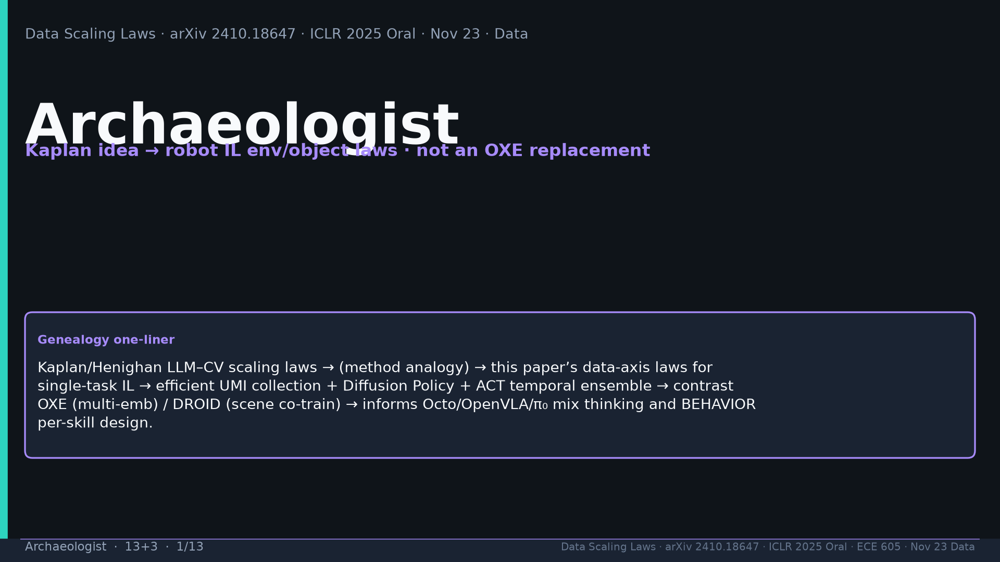 Data Scaling Laws · arXiv 2410.18647 · ICLR 2025 Oral · Nov 23 · Data
Archaeologist
Kaplan idea → robot IL env/object laws · not an OXE replacement
Genealogy one-liner
Kaplan/Henighan LLM–CV scaling laws → (method analogy) → this paper’s data-axis laws for
single-task IL → efficient UMI collection + Diffusion Policy + ACT temporal ensemble → contrast
OXE (multi-emb) / DROID (scene co-train) → informs Octo/OpenVLA/π₀ mix thinking and BEHAVIOR
per-skill design.
Archaeologist · 13+3 · 1/13
Data Scaling Laws · arXiv 2410.18647 · ICLR 2025 Oral · ECE 605 · Nov 23 Data